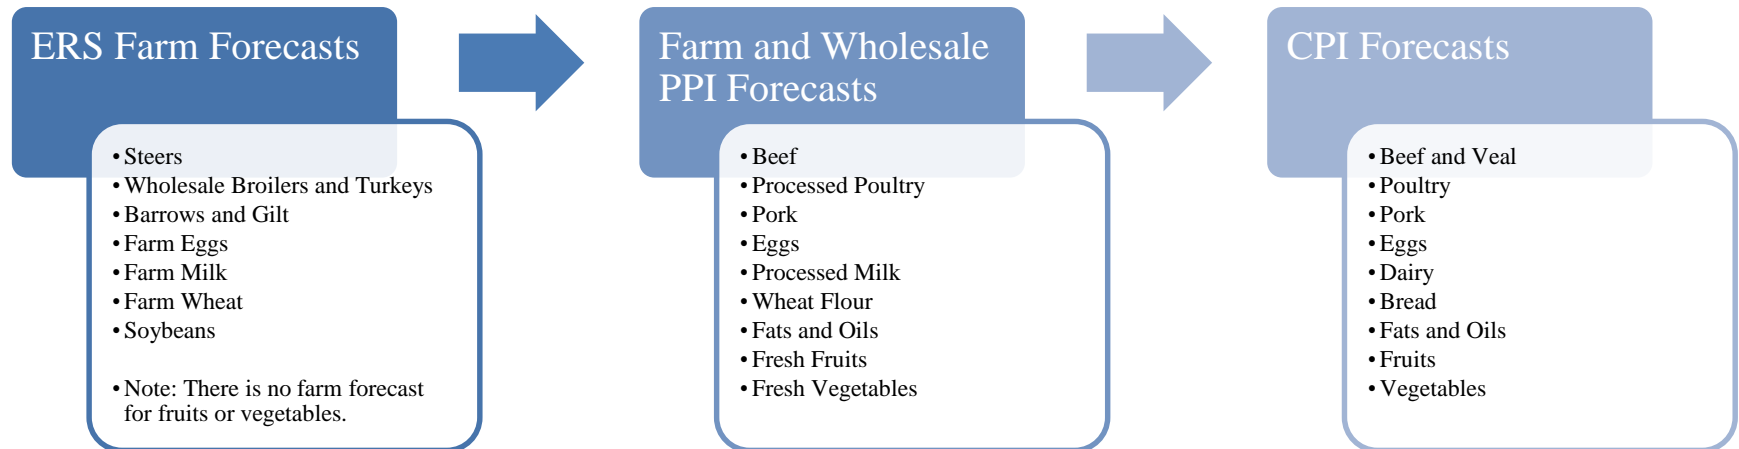 ERS Farm Forecasts
• Steers
• Wholesale Broilers and Turkeys
• Barrows and Gilt
• Farm Eggs
• Farm Milk
• Farm Wheat
• Soybeans
• Note: There is no farm forecast
for fruits or vegetables.
Farm and Wholesale
PPI Forecasts
• Beef
• Processed Poultry
• Pork
• Eggs
• Processed Milk
• Wheat Flour
• Fats and Oils
• Fresh Fruits
• Fresh Vegetables
CPI Forecasts
• Beef and Veal
• Poultry
• Pork
• Eggs
• Dairy
• Bread
• Fats and Oils
• Fruits
• Vegetables